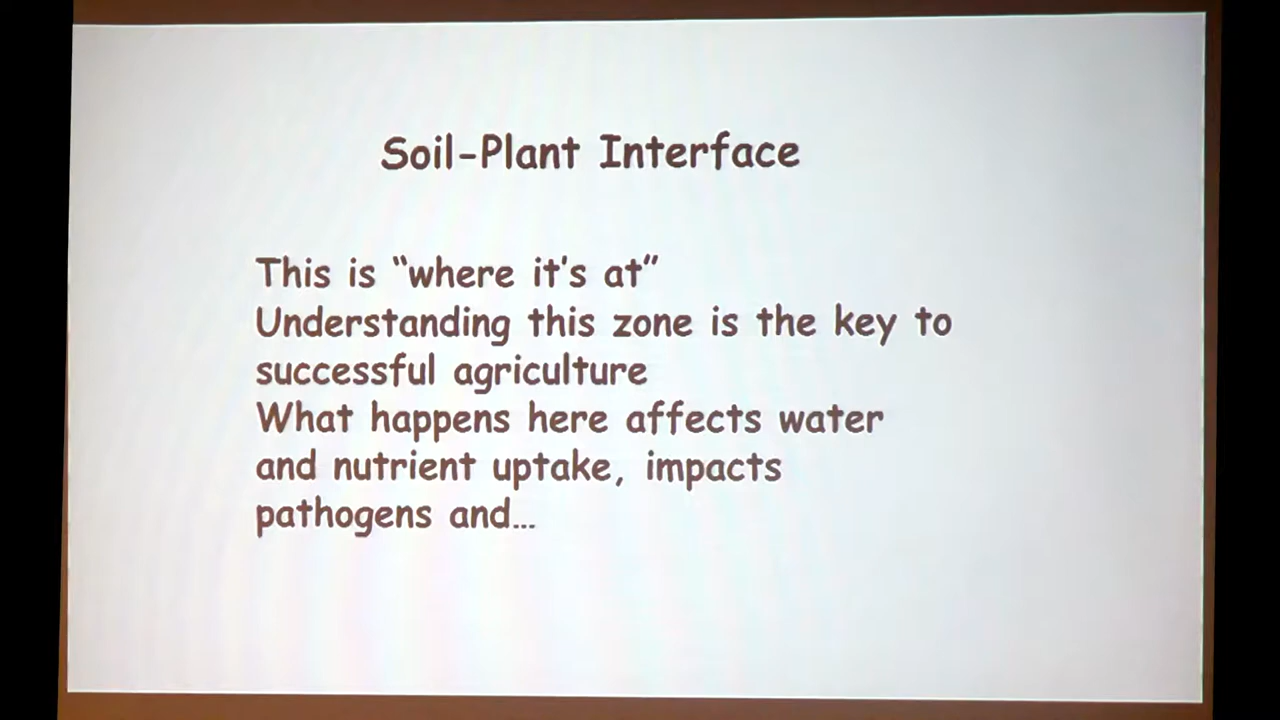 Soil-Plant Interface
This is “where it's at”
Understanding this zone is the key to
successful agriculture
What happens here affects water
and nutrient uptake, impacts
pathogens and...